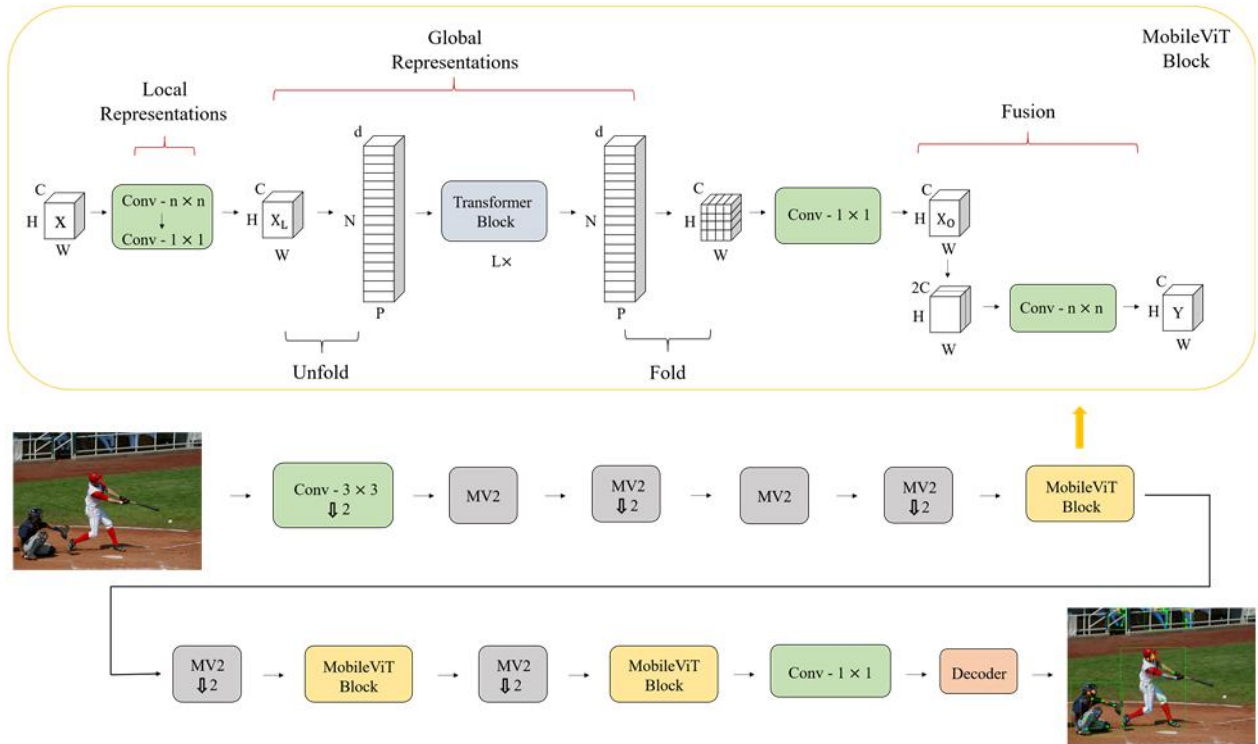 MobileViT
Block
Global
Representations
Local
Representations
Fusion
d
d
C
H
X
W
Conv - n × n
Conv - 1 × 1
C
H
X_L
W
N
P
Transformer
Block
L×
N
P
C
H
W
Conv - 1 × 1
C
H
X_O
W
2C
H
W
Conv - n × n
C
H
Y
W
Unfold
Fold
Conv - 3 × 3
⇩ 2
MV2
MV2
⇩ 2
MV2
MV2
⇩ 2
MobileViT
Block
MV2
⇩ 2
MobileViT
Block
MV2
⇩ 2
MobileViT
Block
Conv - 1 × 1
Decoder